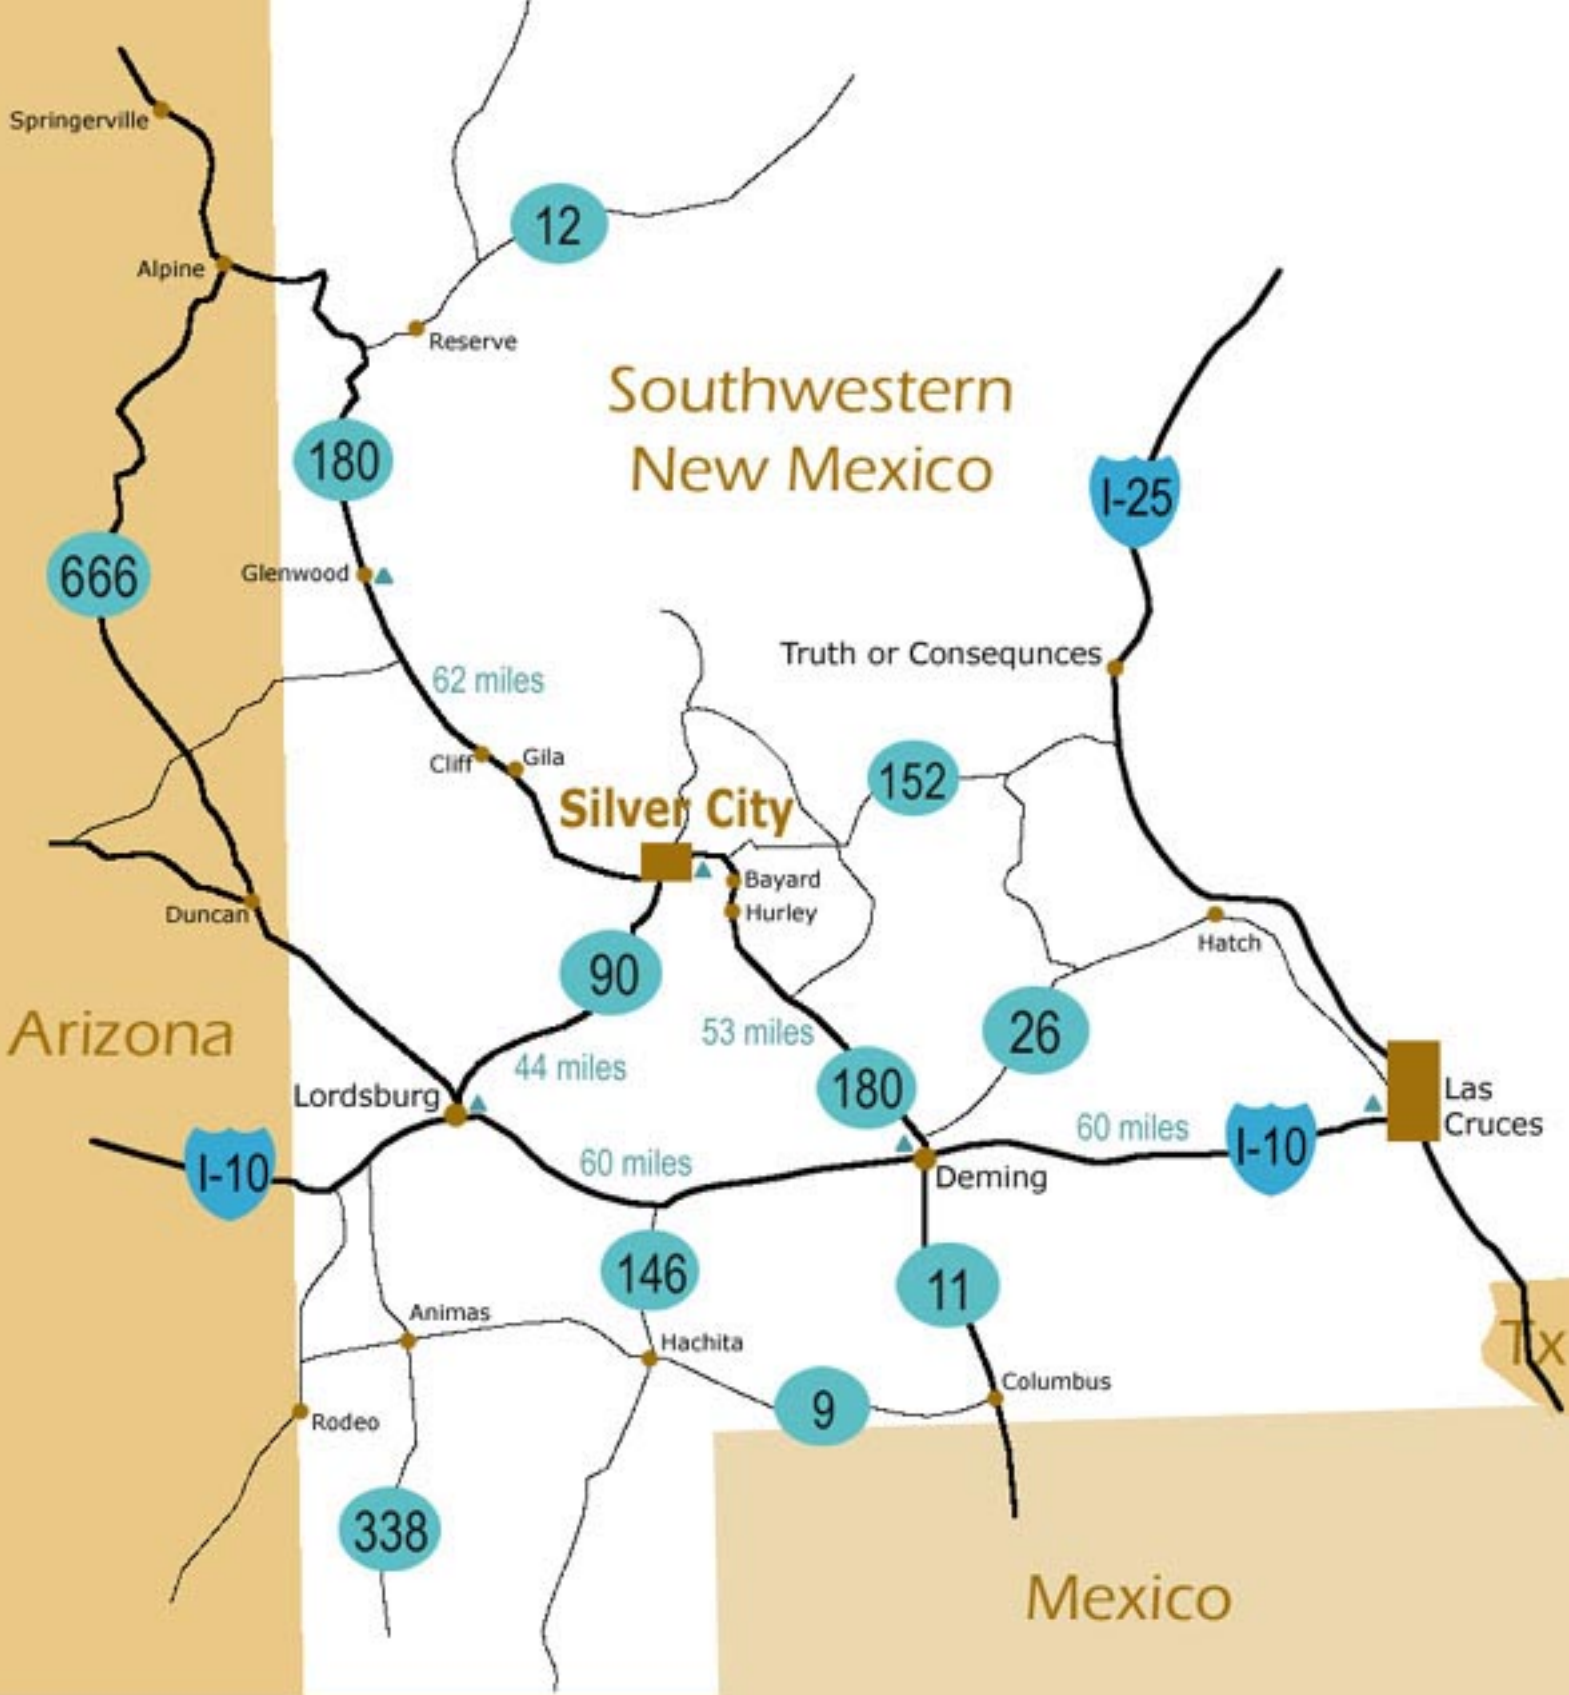 Springerville
12
Alpine
Reserve
Southwestern
New Mexico
180
I-25
666
Glenwood
Truth or Consequnces
62 miles
Cliff
Gila
152
Silver City
Bayard
Duncan
Hurley
Hatch
90
Arizona
53 miles
26
44 miles
180
Lordsburg
Las
Cruces
60 miles
I-10
I-10
60 miles
Deming
146
11
Animas
Hachita
Tx
Columbus
9
Rodeo
338
Mexico